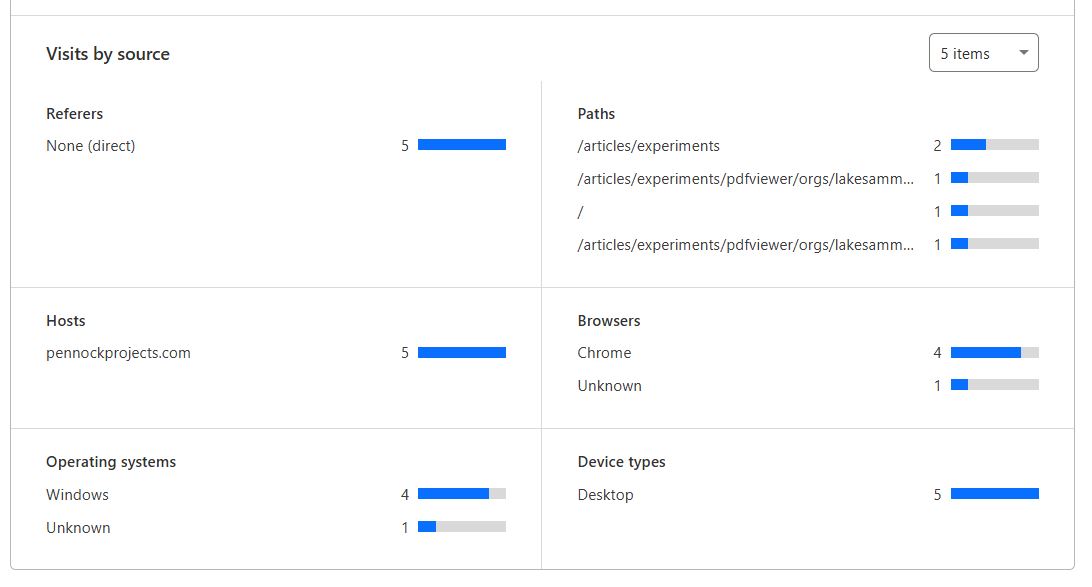 Visits by source
5 items
Referers
None (direct) 5
Paths
/articles/experiments 2
/articles/experiments/pdfviewer/orgs/lakesamm... 1
/ 1
/articles/experiments/pdfviewer/orgs/lakesamm... 1
Hosts
pennockprojects.com 5
Browsers
Chrome 4
Unknown 1
Operating systems
Windows 4
Unknown 1
Device types
Desktop 5